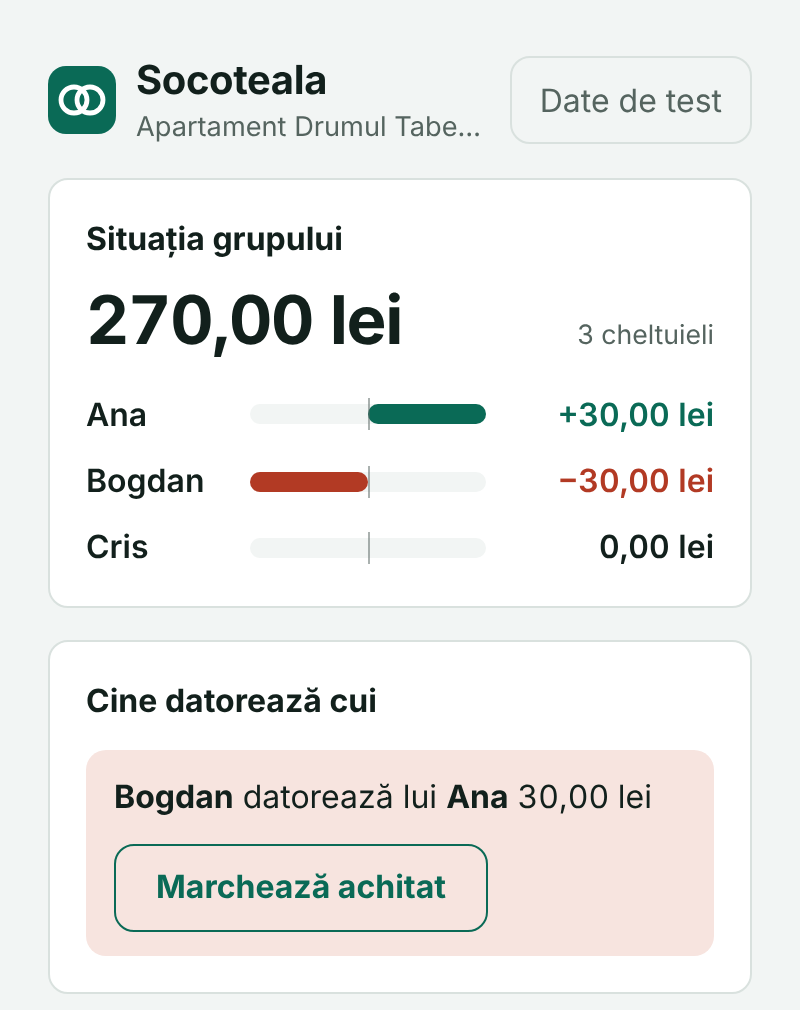 Socoteala
Apartament Drumul Tabe...
Date de test
Situația grupului
270,00 lei
3 cheltuieli
Ana +30,00 lei
Bogdan −30,00 lei
Cris 0,00 lei
Cine datorează cui
Bogdan datorează lui Ana 30,00 lei
Marchează achitat